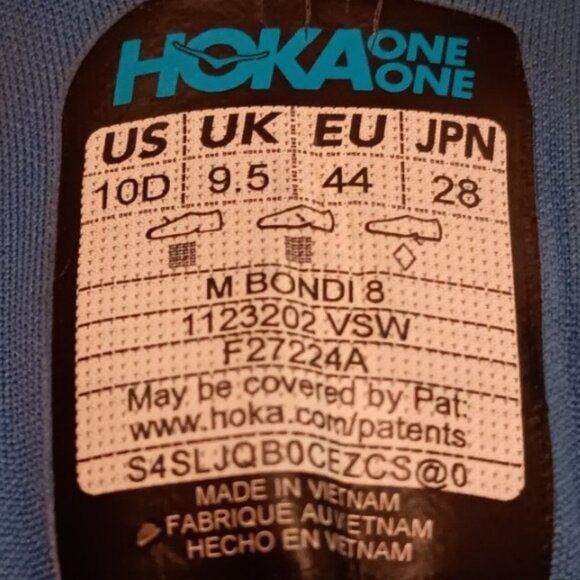 HOKA ONE ONE
US UK EU JPN
10D 9.5 44 28
M BONDI 8
1123202 VSW
F27224A
May be covered by Pat:
www.hoka.com/patents
S4SLJQB0CEZCS@0
MADE IN VIETNAM
FABRIQUE AU VIETNAM
HECHO EN VIETNAM